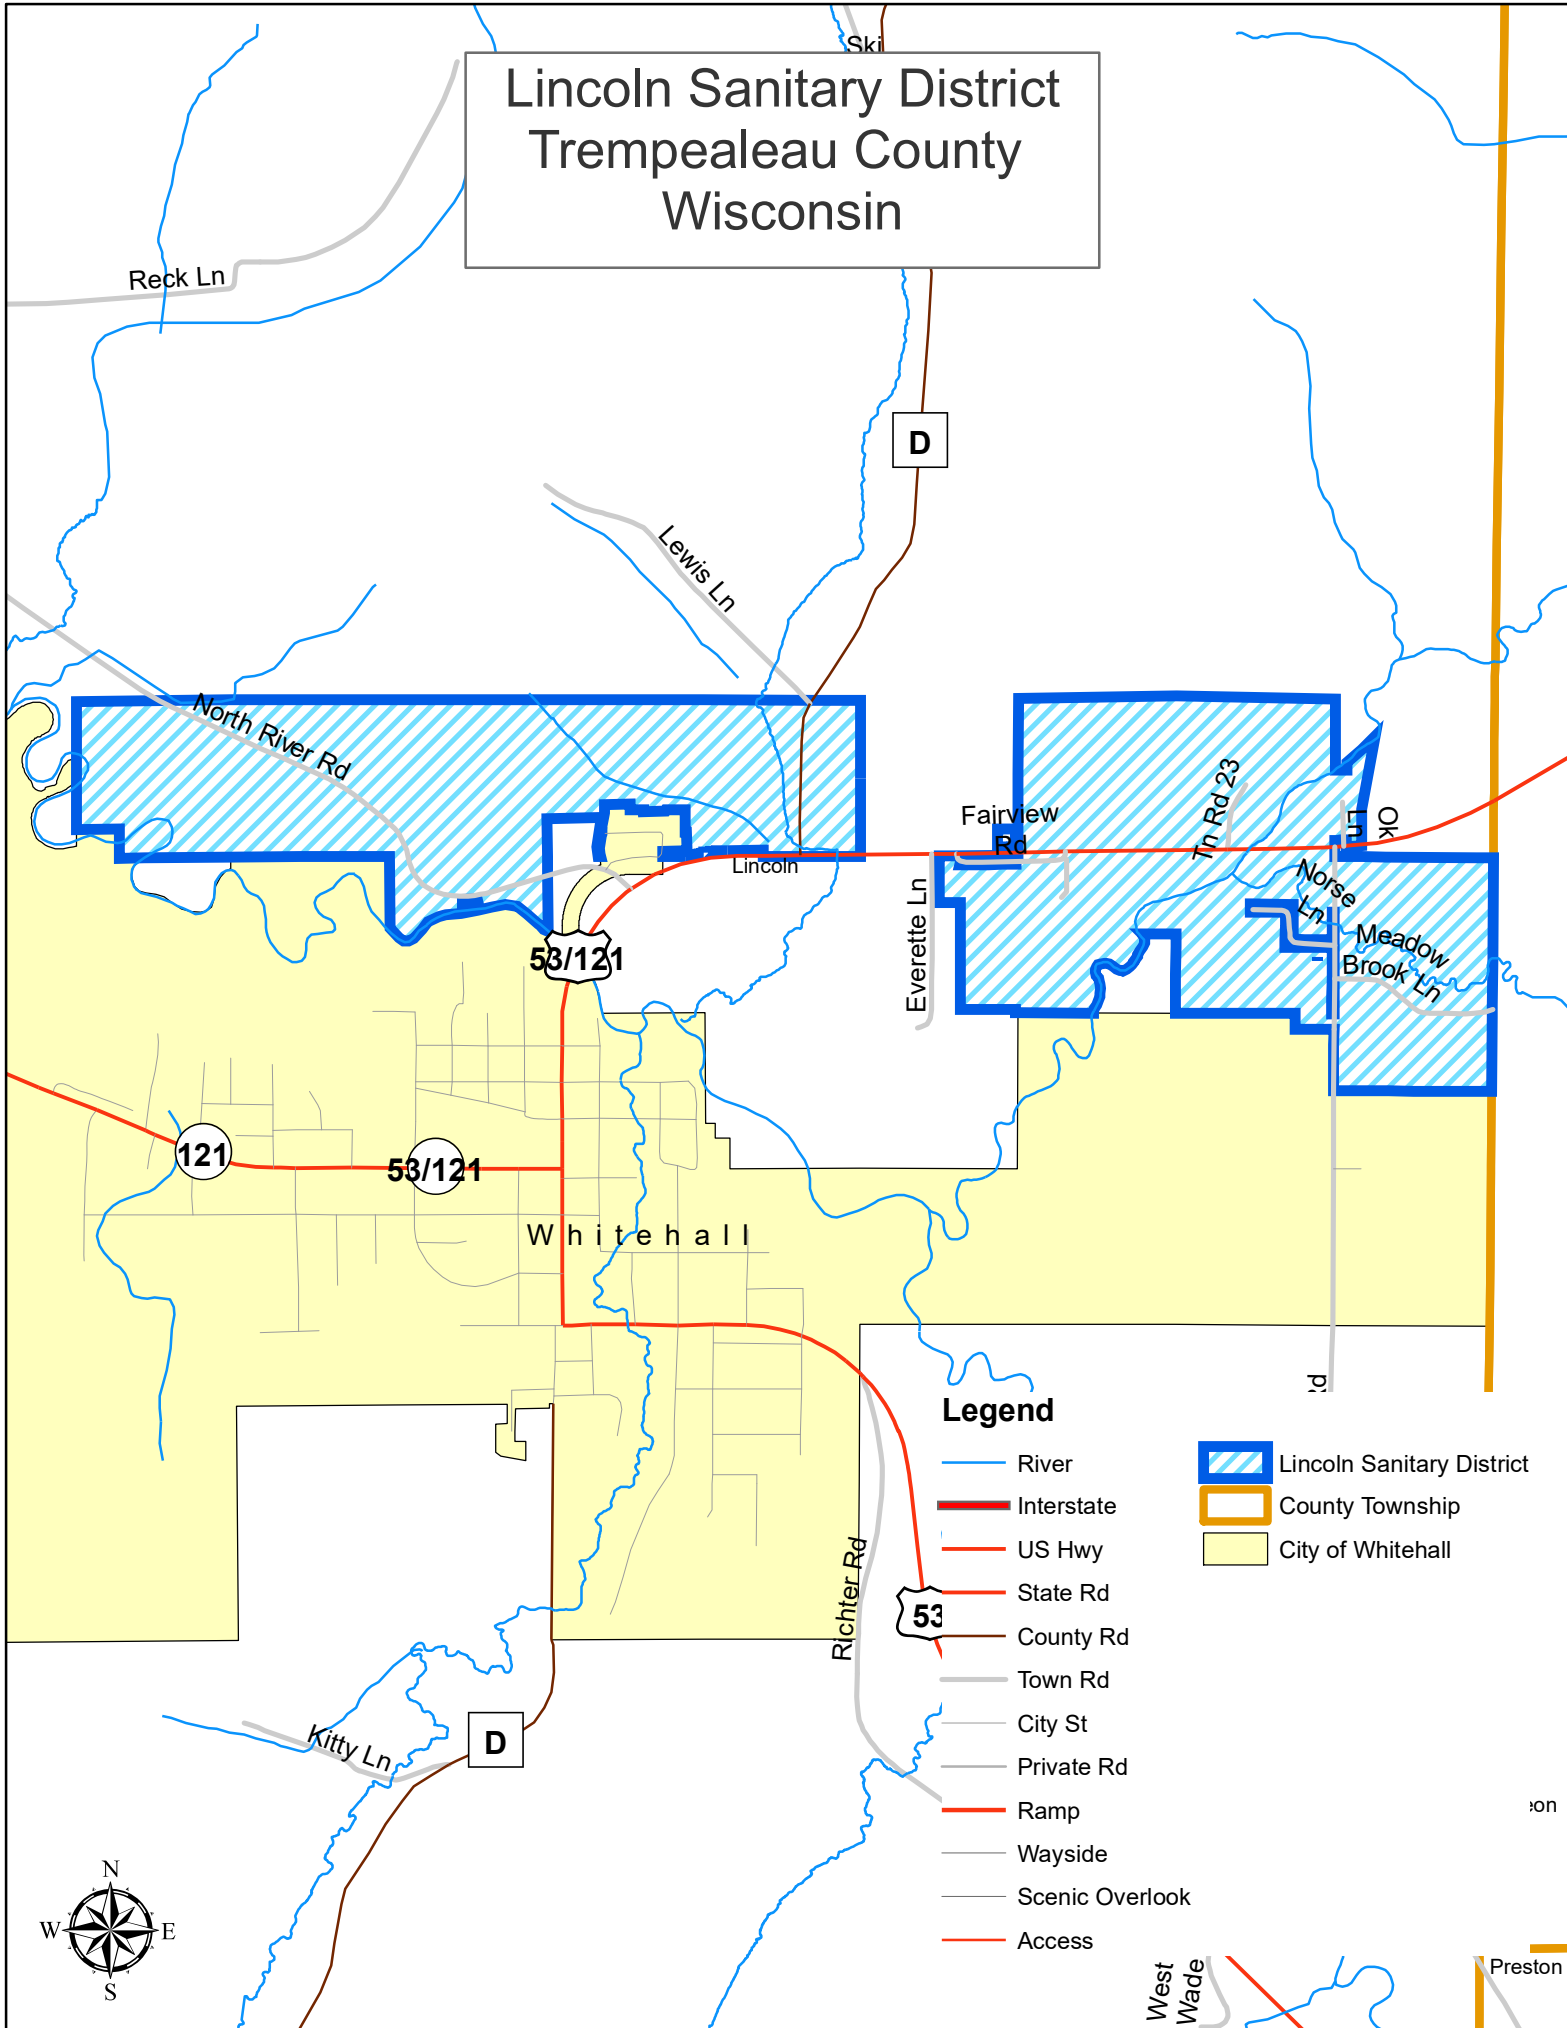 Ski
Lincoln Sanitary District
Trempealeau County
Wisconsin
Reck Ln
D
Lewis Ln
North River Rd
Tn Rd 23
Fairview
Rd
Ok
Ln
Lincoln
Norse
Ln
Everette Ln
Meadow
Brook Ln
53/121
121
53/121
Whitehall
Rd
Legend
River
Interstate
US Hwy
State Rd
County Rd
Town Rd
City St
Private Rd
Ramp
Wayside
Scenic Overlook
Access
Lincoln Sanitary District
County Township
City of Whitehall
Richter Rd
53
Kitty Ln
D
N
W
E
S
West
Wade
Preston